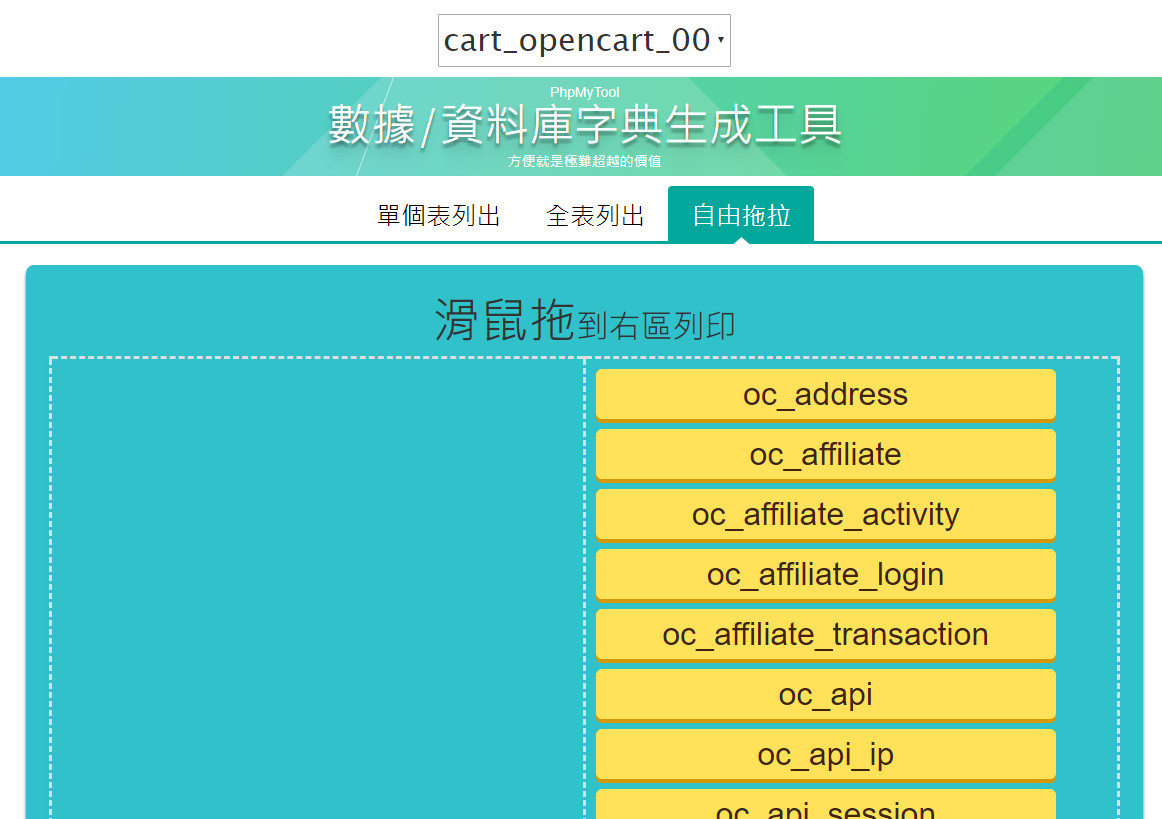 cart_opencart_00
PhpMyTool
數據/資料庫字典生成工具
方便就是極難超越的價值
單個表列出
全表列出
自由拖拉
滑鼠拖到右區列印
oc_address
oc_affiliate
oc_affiliate_activity
oc_affiliate_login
oc_affiliate_transaction
oc_api
oc_api_ip
oc_api_session